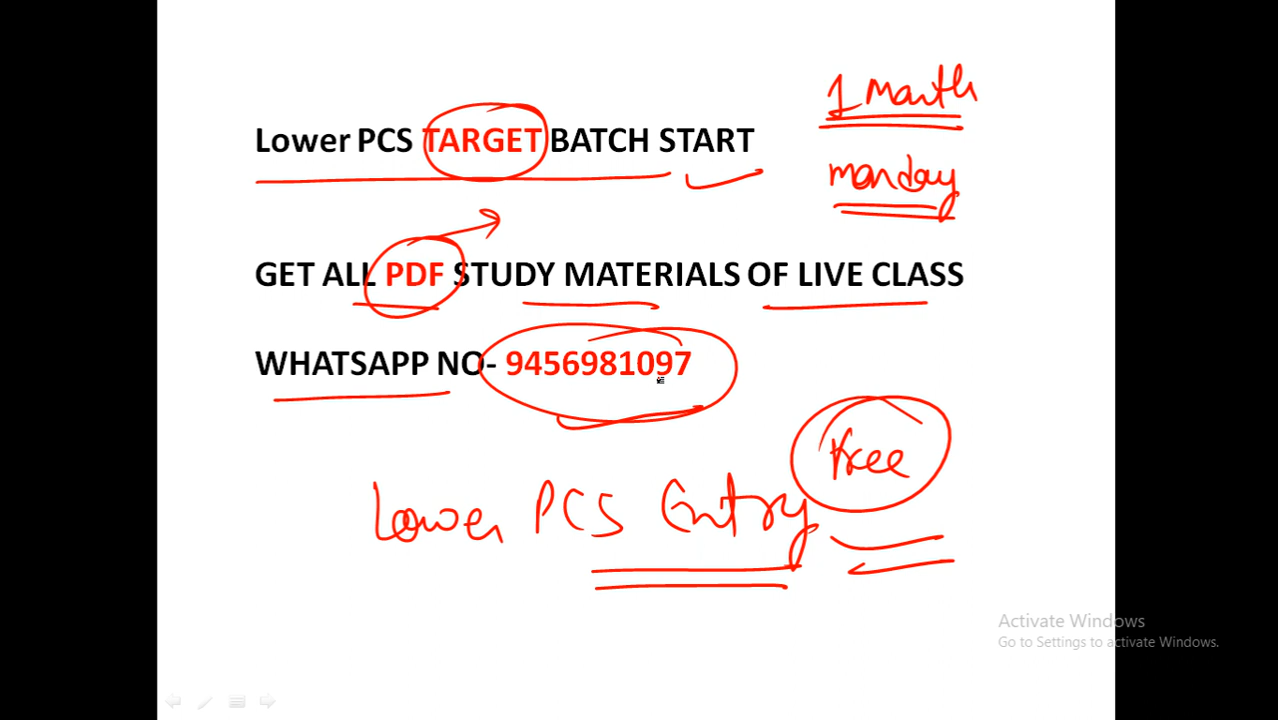 1 Month
Lower PCS TARGET BATCH START
monday
GET ALL PDF STUDY MATERIALS OF LIVE CLASS
WHATSAPP NO- 9456981097
free
Lower PCS Entry
Activate Windows
Go to Settings to activate Windows.